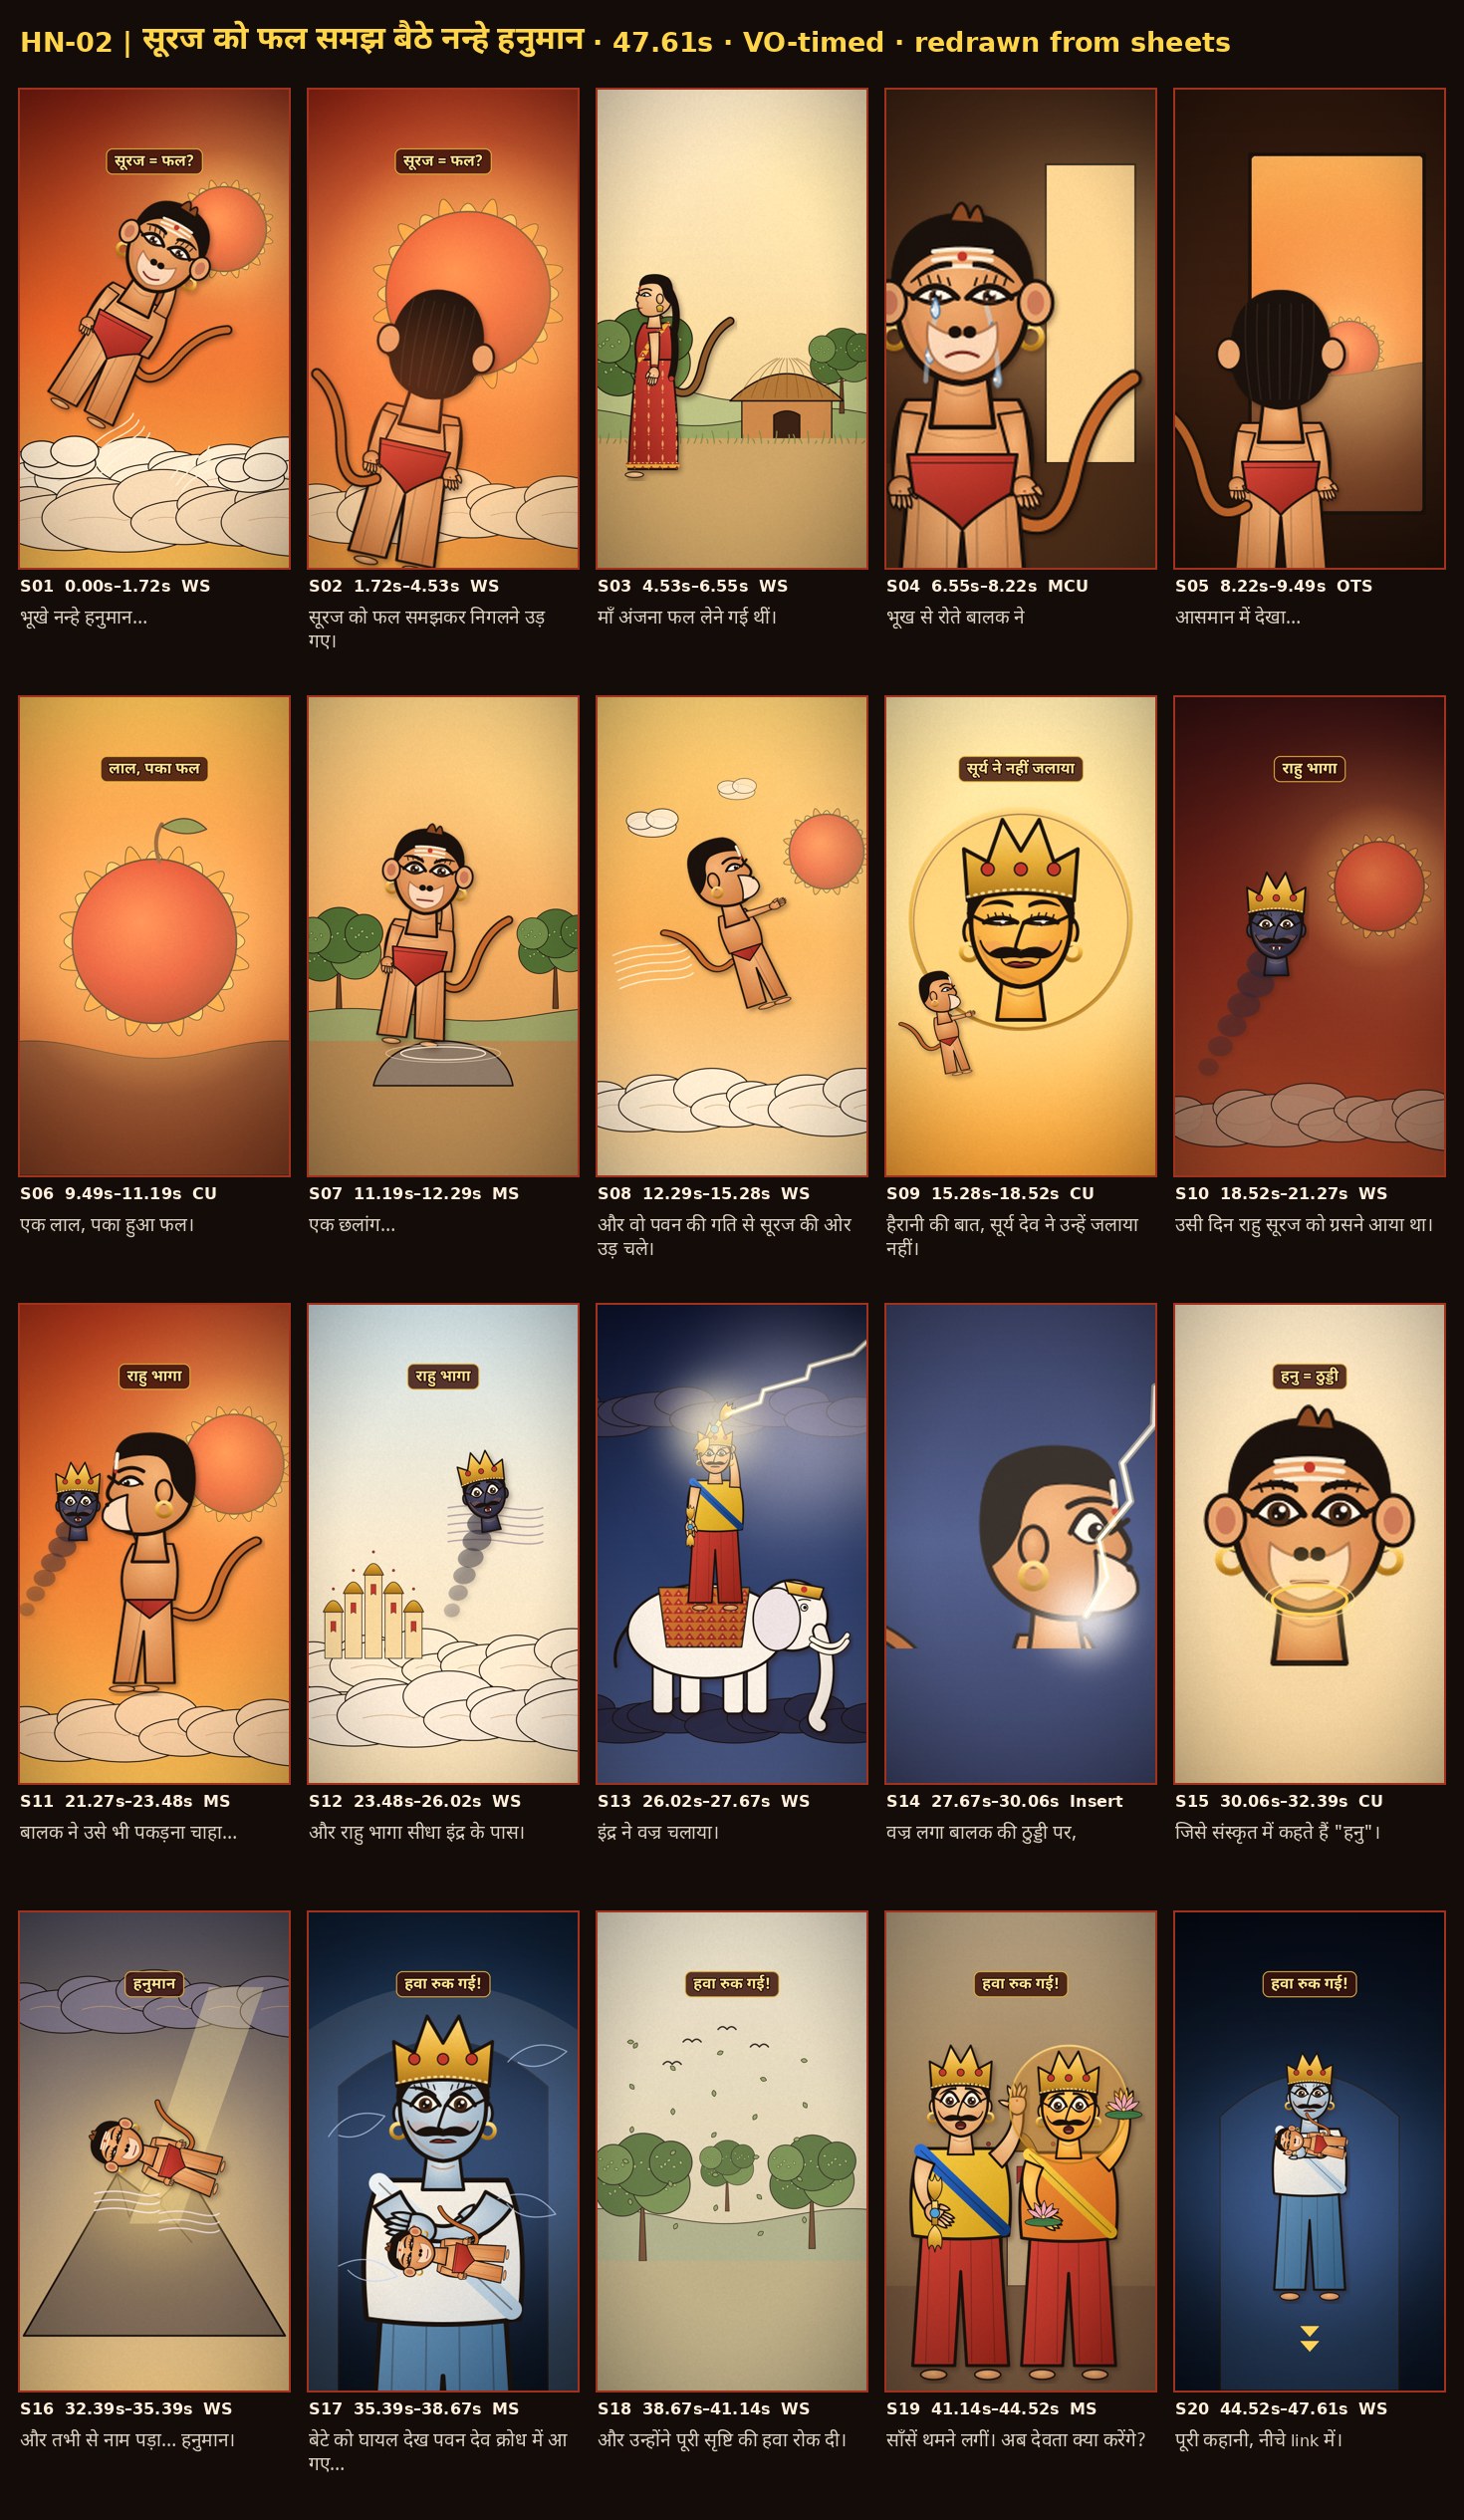 HN-02 | सूरज को फल समझ बैठे नन्हे हनुमान · 47.61s · VO-timed · redrawn from sheets
सूरज = फल?
सूरज = फल?
S01 0.00s–1.72s WS
भूखे नन्हे हनुमान...
S02 1.72s–4.53s WS
सूरज को फल समझकर निगलने उड़
गए।
S03 4.53s–6.55s WS
माँ अंजना फल लेने गई थीं।
S04 6.55s–8.22s MCU
भूख से रोते बालक ने
S05 8.22s–9.49s OTS
आसमान में देखा...
लाल, पका फल
सूर्य ने नहीं जलाया
राहु भागा
S06 9.49s–11.19s CU
एक लाल, पका हुआ फल।
S07 11.19s–12.29s MS
एक छलांग...
S08 12.29s–15.28s WS
और वो पवन की गति से सूरज की ओर
उड़ चले।
S09 15.28s–18.52s CU
हैरानी की बात, सूर्य देव ने उन्हें जलाया
नहीं।
S10 18.52s–21.27s WS
उसी दिन राहु सूरज को ग्रसने आया था।
राहु भागा
राहु भागा
हनु = ठुड्डी
S11 21.27s–23.48s MS
बालक ने उसे भी पकड़ना चाहा...
S12 23.48s–26.02s WS
और राहु भागा सीधा इंद्र के पास।
S13 26.02s–27.67s WS
इंद्र ने वज्र चलाया।
S14 27.67s–30.06s Insert
वज्र लगा बालक की ठुड्डी पर,
S15 30.06s–32.39s CU
जिसे संस्कृत में कहते हैं "हनु"।
हनुमान
हवा रुक गई!
हवा रुक गई!
हवा रुक गई!
हवा रुक गई!
S16 32.39s–35.39s WS
और तभी से नाम पड़ा... हनुमान।
S17 35.39s–38.67s MS
बेटे को घायल देख पवन देव क्रोध में आ
गए...
S18 38.67s–41.14s WS
और उन्होंने पूरी सृष्टि की हवा रोक दी।
S19 41.14s–44.52s MS
साँसें थमने लगीं। अब देवता क्या करेंगे?
S20 44.52s–47.61s WS
पूरी कहानी, नीचे link में।